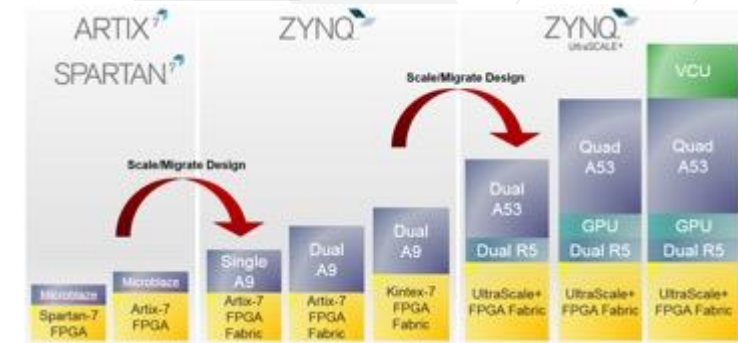 ARTIX 7
SPARTAN 7
ZYNQ
ZYNQ
UltraSCALE+
Scale/Migrate Design
Scale/Migrate Design
Microblaze
Spartan-7
FPGA
Microblaze
Artix-7
FPGA
Single
A9
Artix-7
FPGA
Fabric
Dual
A9
Artix-7
FPGA
Fabric
Dual
A9
Kintex-7
FPGA
Fabric
Dual
A53
Dual R5
UltraScale+
FPGA Fabric
Quad
A53
GPU
Dual R5
UltraScale+
FPGA Fabric
VCU
Quad
A53
GPU
Dual R5
UltraScale+
FPGA Fabric